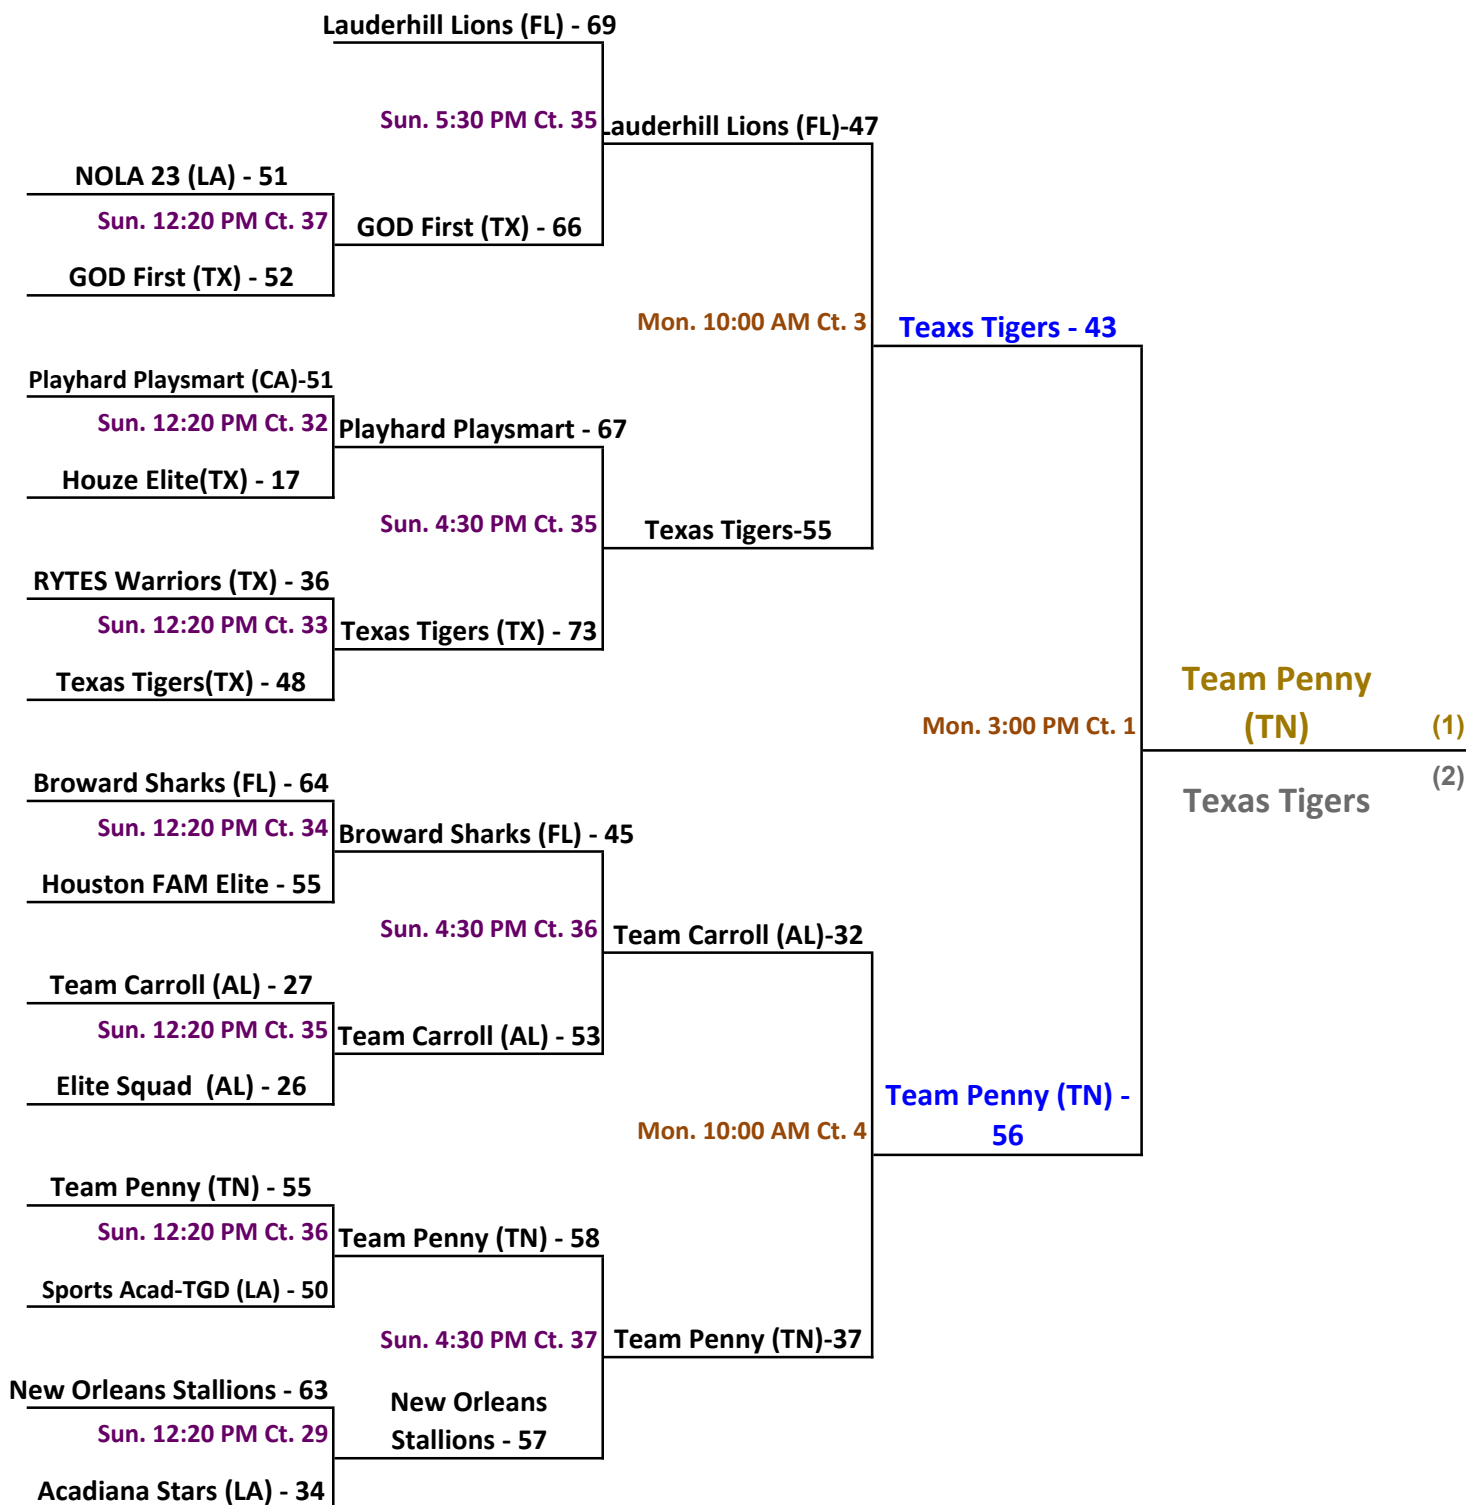 Lauderhill Lions (FL) - 69
Sun. 5:30 PM Ct. 35
Lauderhill Lions (FL)-47
NOLA 23 (LA) - 51
Sun. 12:20 PM Ct. 37
GOD First (TX) - 66
GOD First (TX) - 52
Mon. 10:00 AM Ct. 3
Teaxs Tigers - 43
Playhard Playsmart (CA)-51
Sun. 12:20 PM Ct. 32
Playhard Playsmart - 67
Houze Elite(TX) - 17
Sun. 4:30 PM Ct. 35
Texas Tigers-55
RYTES Warriors (TX) - 36
Sun. 12:20 PM Ct. 33
Texas Tigers (TX) - 73
Texas Tigers(TX) - 48
Team Penny
(TN)
(1)
Mon. 3:00 PM Ct. 1
(2)
Texas Tigers
Broward Sharks (FL) - 64
Sun. 12:20 PM Ct. 34
Broward Sharks (FL) - 45
Houston FAM Elite - 55
Sun. 4:30 PM Ct. 36
Team Carroll (AL)-32
Team Carroll (AL) - 27
Sun. 12:20 PM Ct. 35
Team Carroll (AL) - 53
Elite Squad  (AL) - 26
Team Penny (TN) -
56
Mon. 10:00 AM Ct. 4
Team Penny (TN) - 55
Sun. 12:20 PM Ct. 36
Team Penny (TN) - 58
Sports Acad-TGD (LA) - 50
Sun. 4:30 PM Ct. 37
Team Penny (TN)-37
New Orleans Stallions - 63
Sun. 12:20 PM Ct. 29
New Orleans
Stallions - 57
Acadiana Stars (LA) - 34